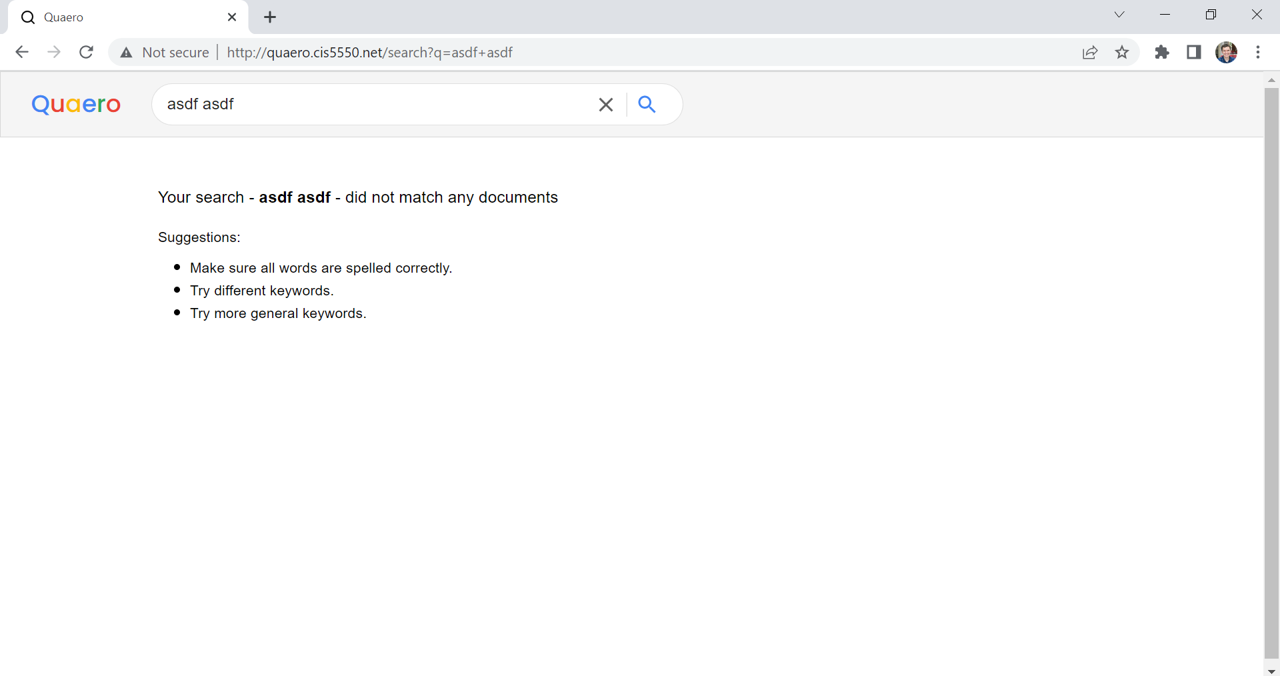 Quaero
Not secure | http://quaero.cis5550.net/search?q=asdf+asdf
Quaero
asdf asdf
Your search - asdf asdf - did not match any documents
Suggestions:
Make sure all words are spelled correctly.
Try different keywords.
Try more general keywords.